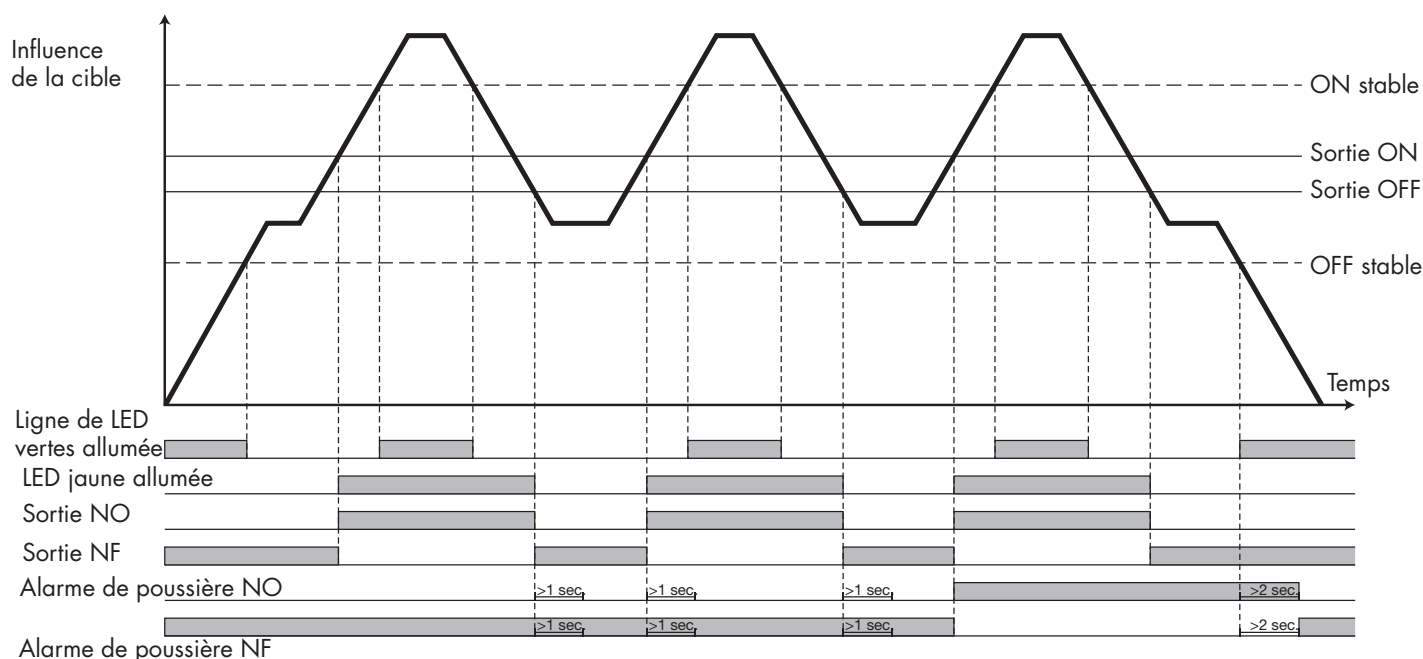 Influence
de la cible
ON stable
Sortie ON
Sortie OFF
OFF stable
Temps
Ligne de LED
vertes allumée
LED jaune allumée
Sortie NO
Sortie NF
Alarme de poussière NO
>1 sec.
>1 sec.
>1 sec.
>2 sec.
>1 sec.
>1 sec.
>1 sec.
>2 sec.
Alarme de poussière NF